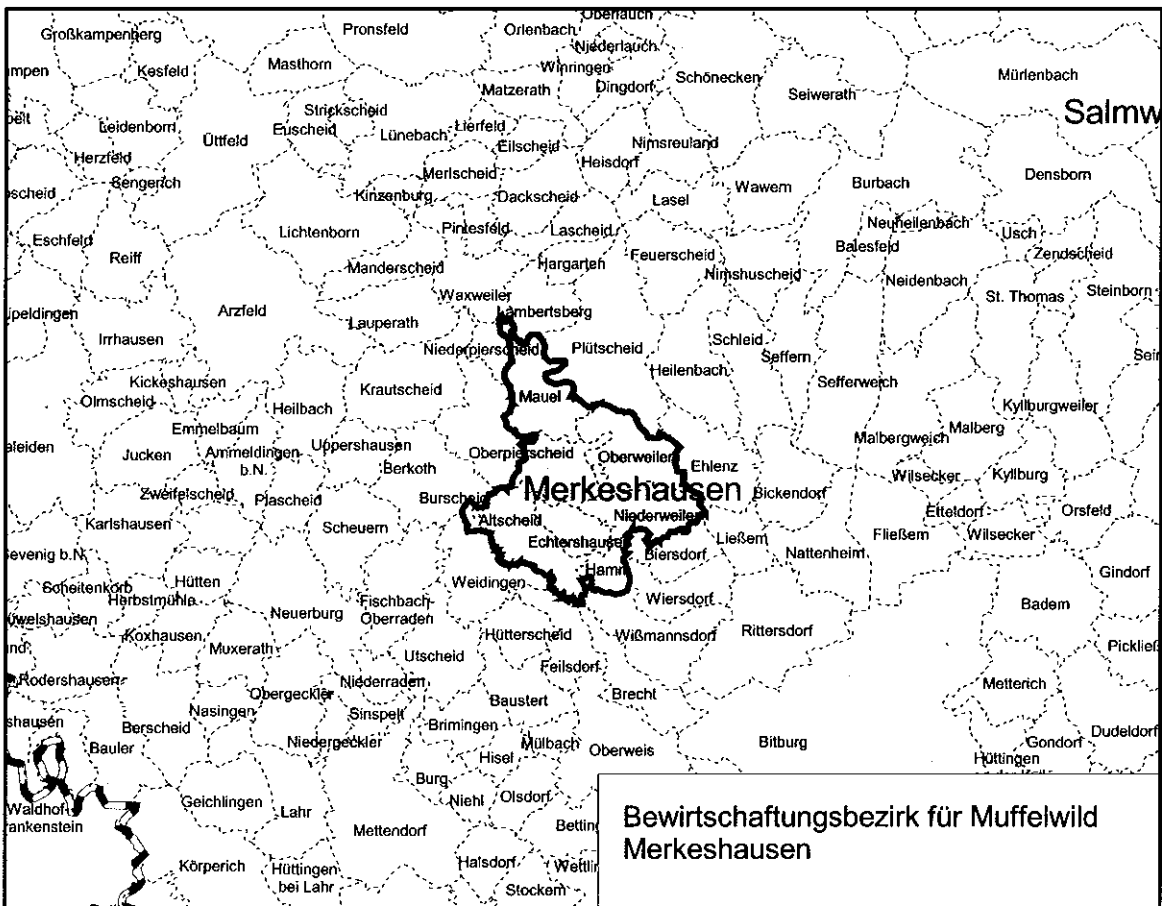 Pronsfeld
Orlenbach
Oberlauch
Großkampenberg
Niederlauch
Masthorn
Winringen
Kesfeld
Schönecken
Mürlenbach
Matzerath
Dingdorf
Seiwerath
Salmw
Strickscheid
Leidenborn
Euscheid
Lünebach
Lierfeld
Üttfeld
Eilscheid
Nimsreuland
Herzfeld
Heisdorf
Merlscheid
Densborn
Sengerich
Kinzenburg
Dackscheid
Wawern
Burbach
Lasel
Neuheilenbach
Lichtenborn
Pintesfeld
Lascheid
Usch
Eschfeld
Balesfeld
Zendscheid
Reiff
Feuerscheid
Manderscheid
Hargarten
Nimshuscheid
Neidenbach
Steinborn
Waxweiler
St. Thomas
Arzfeld
Lambertsberg
Lauperath
Irrhausen
Schleid
Niederpierscheid
Plütscheid
Seffern
Heilenbach
Kickeshausen
Krautscheid
Sefferweich
Olmscheid
Mauel
Heilbach
Kyllburgweiler
Emmelbaum
Malberg
Malbergweich
Uppershausen
Jucken
Ammeldingen
b.N.
Oberpierscheid
Oberweiler
Berkoth
Ehlenz
Wilsecker
Kyllburg
Merkeshausen
Bickendorf
Zweifelscheid
Plascheid
Burscheid
Etteldorf
Orsfeld
Niederweiler
Karlshausen
Scheuern
Altscheid
Ließem
Fließem
Wilsecker
Echtershausen
Sevenig b.N.
Biersdorf
Nattenheim
Hamm
Gindorf
Weidingen
Hütten
Scheitenkorb
Herbstmühle
Fischbach-
Oberraden
Wiersdorf
Badem
Neuerburg
Rittersdorf
Koxhausen
Hütterscheid
Wißmannsdorf
Muxerath
Utscheid
Feilsdorf
Rodershausen
Niederraden
Metterich
Obergeckler
Brecht
Baustert
Nasingen
Sinspelt
Berscheid
Brimingen
Dudeldorf
Niedergeckler
Mülbach
Bitburg
Gondorf
Bauler
Oberweis
Hisel
Hüttingen
Burg
Geichlingen
Niehl
Olsdorf
Waldhof-
Lahr
Mettendorf
Körperich
Hüttingen
bei Lahr
Halsdorf
Stockem
Bewirtschaftungsbezirk für Muffelwild
Merkeshausen